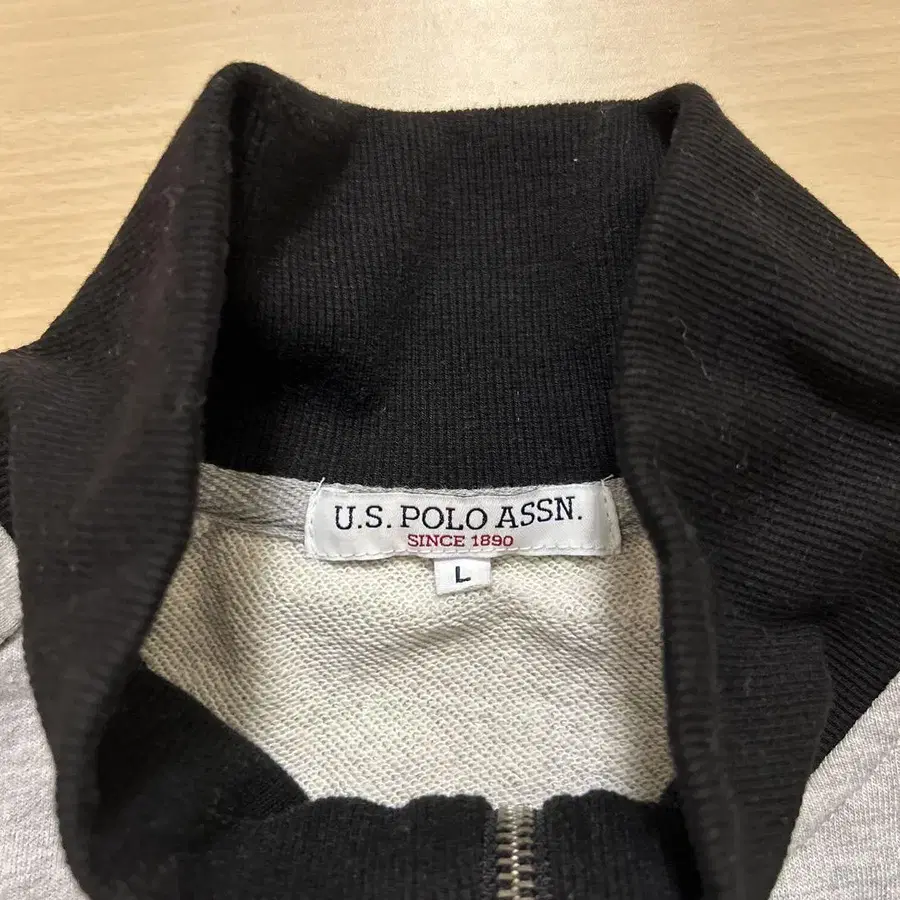 U.S. POLO ASSN.
SINCE 1890
L